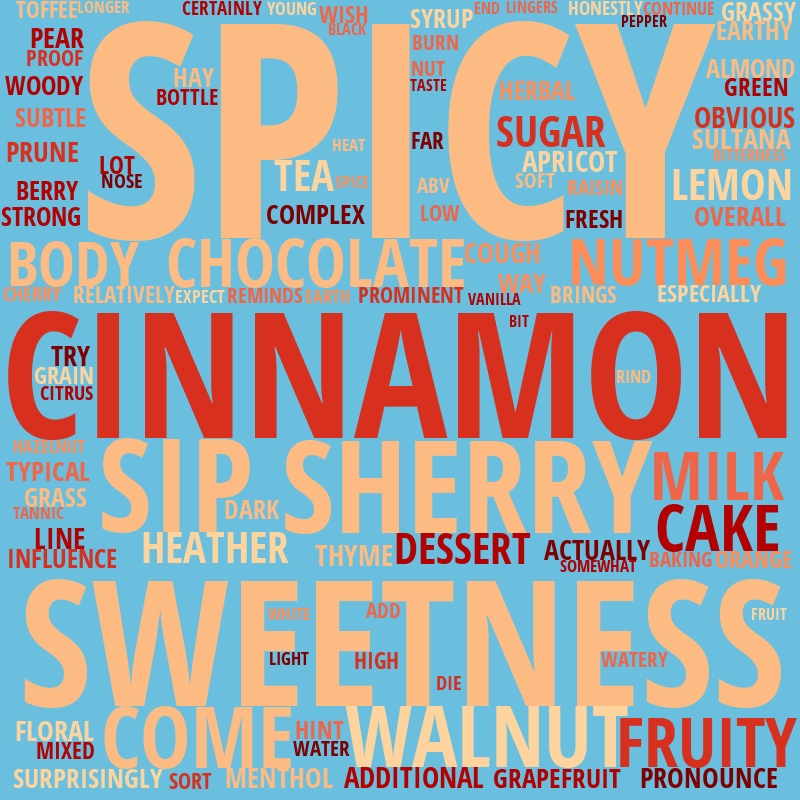 TOFFEE LONGER CERTAINLY YOUNG WISH SYRUP END LINGERS HONESTLY CONTINUE GRASSY
BLACK PEPPER EARTHY
PEAR BURN
PROOF SPICY
WOODY HAY NUT ALMOND
BOTTLE TASTE HERBAL GREEN
SUBTLE OBVIOUS
PRUNE HEAT FAR SUGAR SULTANA
LOT TEA APRICOT BITTERNESS
NOSE SPICE ABV SOFT RAISIN LEMON
BERRY
STRONG COMPLEX LOW FRESH OVERALL
BODY CHOCOLATE COUGH NUTMEG
WAY
CHERRY RELATIVELY EXPECT REMINDS EARTH PROMINENT VANILLA BRINGS ESPECIALLY
BIT
CINNAMON
TRY
GRAIN RIND
CITRUS
HAZELNUT
TYPICAL SIP SHERRY MILK
GRASS
TANNIC DARK CAKE
LINE HEATHER THYME DESSERT ACTUALLY
INFLUENCE SOMEWHAT BAKING ORANGE
WHITE ADD FRUIT
SWEETNESS
LIGHT HIGH WATERY
DIE
FLORAL COME HINT WALNUT FRUITY
MIXED WATER
SURPRISINGLY SORT MENTHOL ADDITIONAL GRAPEFRUIT PRONOUNCE